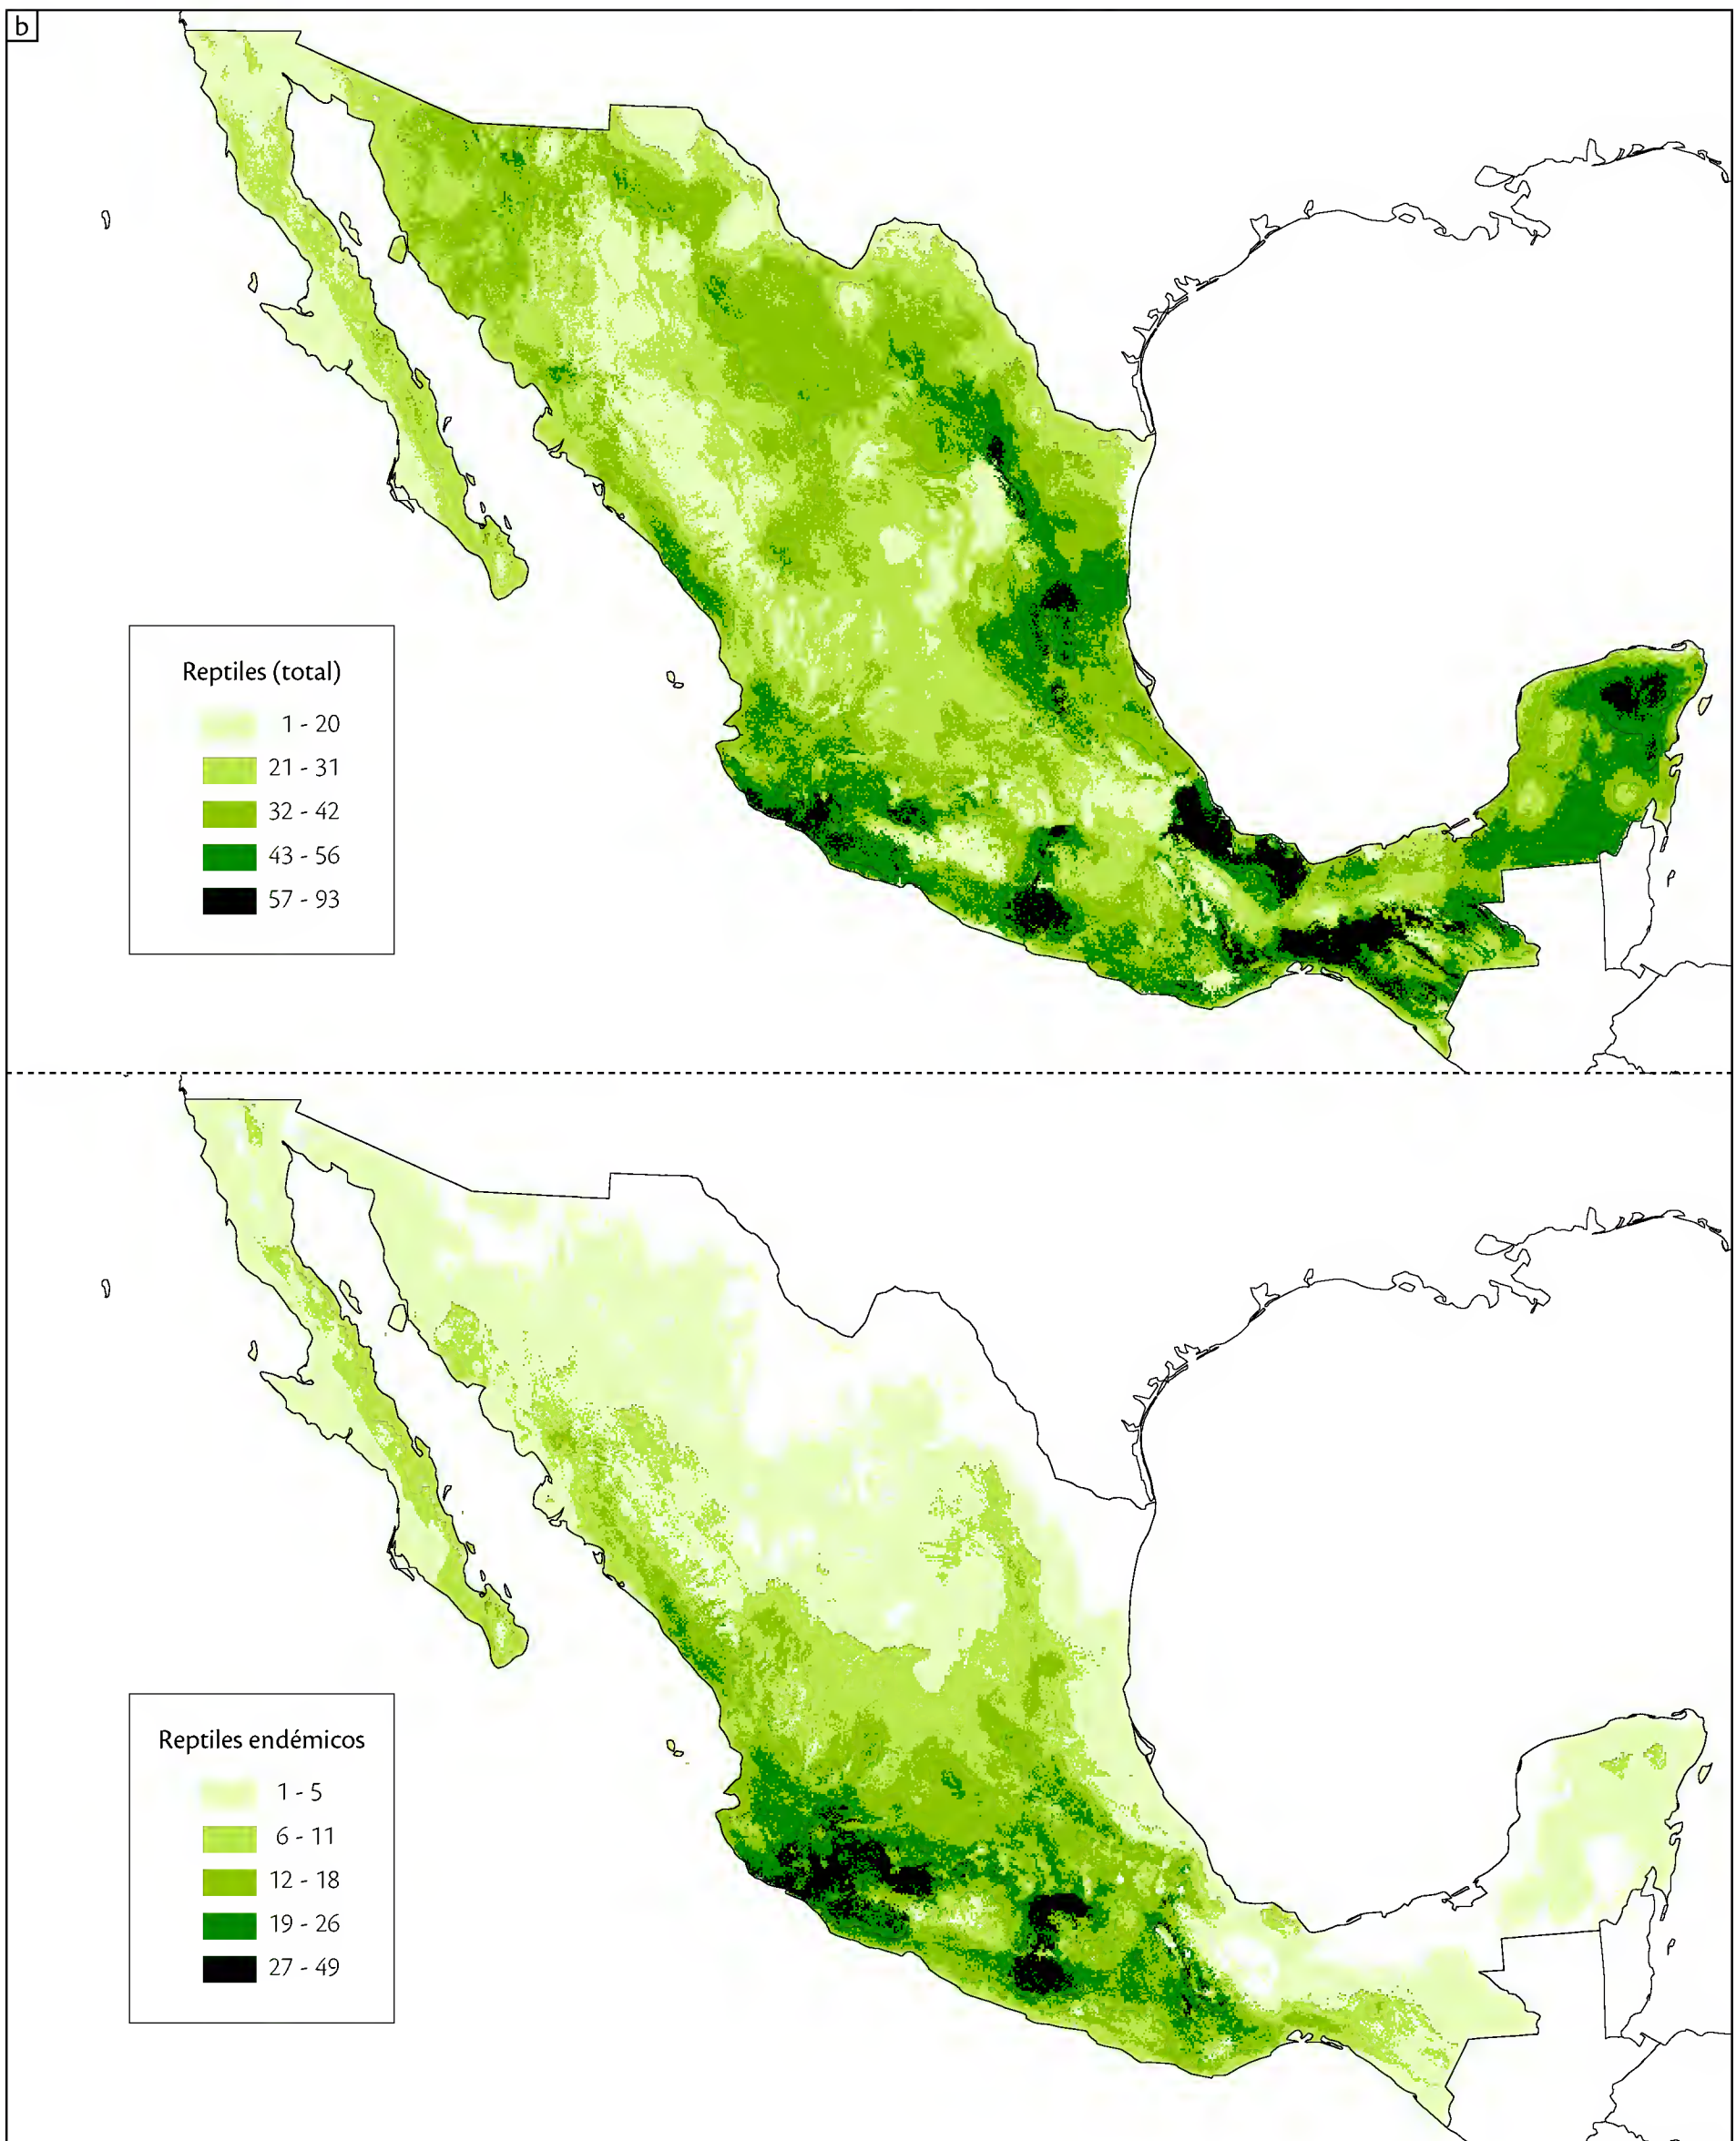 b
Reptiles (total)
1 - 20
21 - 31
32 - 42
43 - 56
57 - 93
Reptiles endémicos
1 - 5
6 - 11
12 - 18
19 - 26
27 - 49